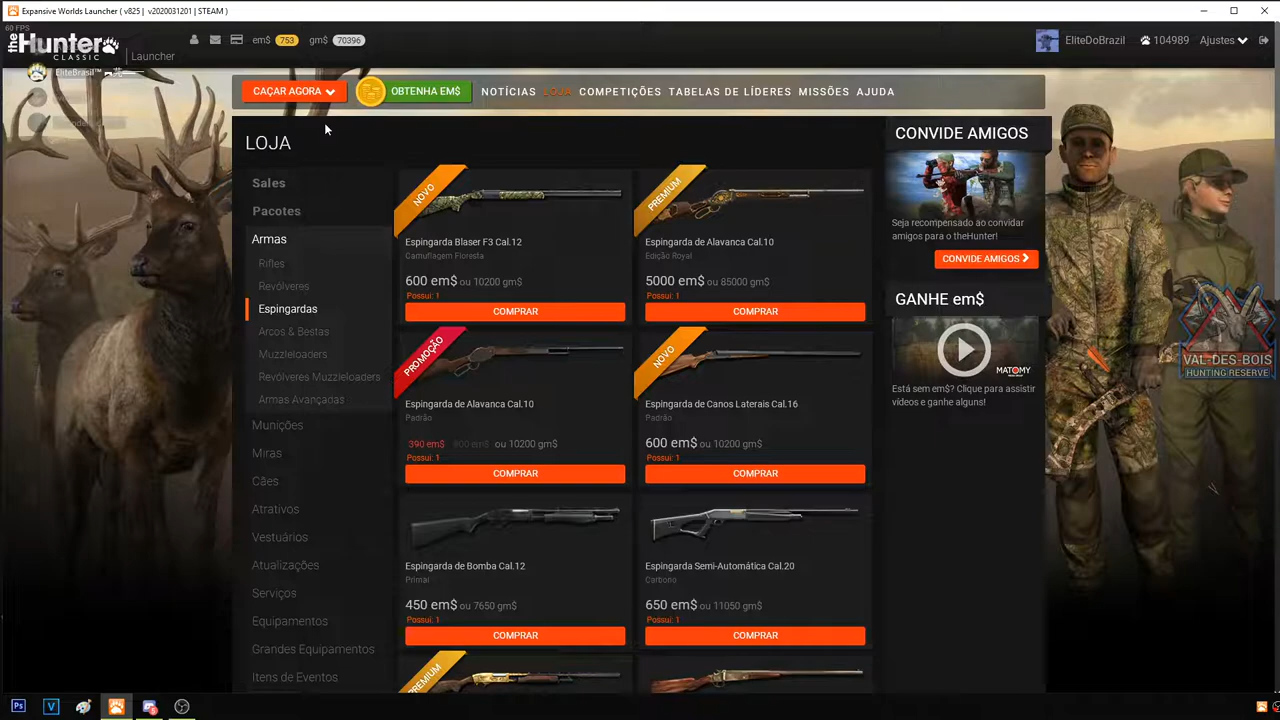 Expansive Worlds Launcher ( v825 | v2020031201 | STEAM )
60 FPS
theHunter
CLASSIC
Launcher
em$ 753 gm$ 70396
EliteDoBrazil 104989 Ajustes
EliteBrasil™
CAÇAR AGORA
OBTENHA EM$
NOTÍCIAS LOJA COMPETIÇÕES TABELAS DE LÍDERES MISSÕES AJUDA
LOJA
Sales
Pacotes
Armas
Rifles
Revólveres
Espingardas
Arcos & Bestas
Muzzleloaders
Revólveres Muzzleloaders
Armas Avançadas
Munições
Miras
Cães
Atrativos
Vestuários
Atualizações
Serviços
Equipamentos
Grandes Equipamentos
Itens de Eventos
NOVO
Espingarda Blaser F3 Cal.12
Camuflagem Floresta
600 em$ ou 10200 gm$
Possui: 1
COMPRAR
PREMIUM
Espingarda de Alavanca Cal.10
Edição Royal
5000 em$ ou 85000 gm$
Possui: 1
COMPRAR
PROMOÇÃO
Espingarda de Alavanca Cal.10
Padrão
390 em$ ou 10200 gm$
Possui: 1
COMPRAR
NOVO
Espingarda de Canos Laterais Cal.16
Padrão
600 em$ ou 10200 gm$
Possui: 1
COMPRAR
Espingarda de Bomba Cal.12
Primal
450 em$ ou 7650 gm$
Possui: 1
COMPRAR
Espingarda Semi-Automática Cal.20
Carbono
650 em$ ou 11050 gm$
Possui: 1
COMPRAR
PREMIUM
CONVIDE AMIGOS
Seja recompensado ao convidar
amigos para o theHunter!
CONVIDE AMIGOS
GANHE em$
MATOMY
Está sem em$? Clique para assistir
vídeos e ganhe alguns!
VAL-DES-BOIS
HUNTING RESERVE
Ps
V